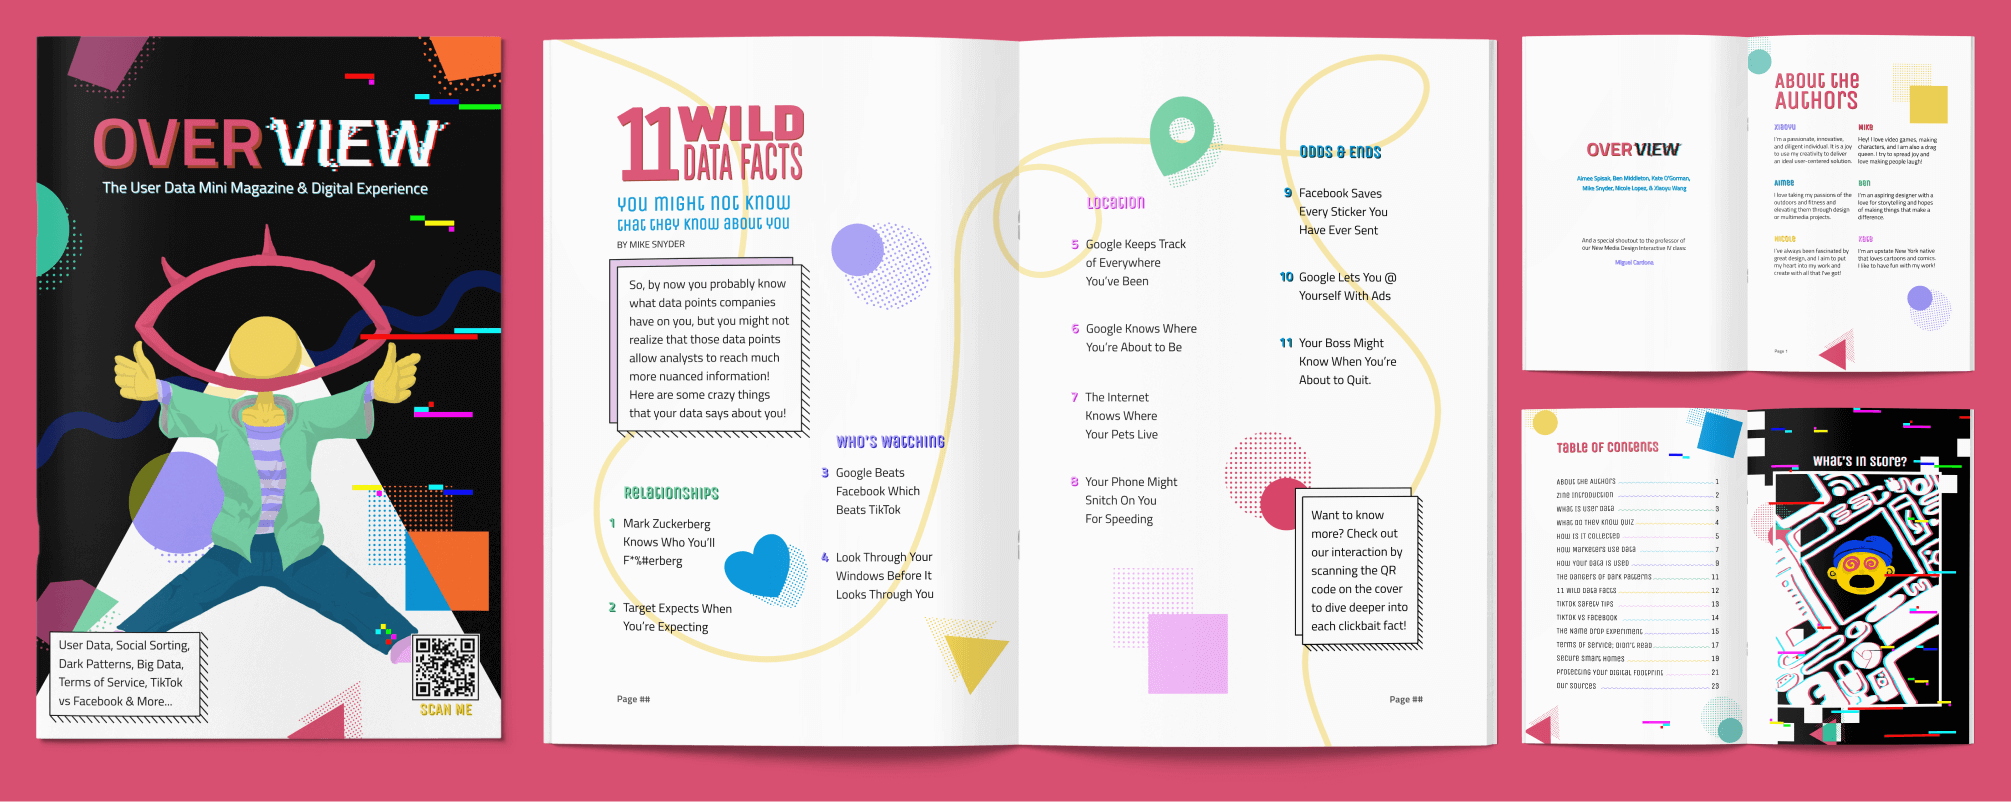 OVERVIEW
The User Data Mini Magazine & Digital Experience
User Data, Social Sorting,
Dark Patterns, Big Data,
Terms of Service, TikTok
vs Facebook & More...
SCAN ME
11 WILD
DATA FACTS
YOU MIGHT NOT KNOW
that they know about you
BY MIKE SNYDER
So, by now you probably know
what data points companies
have on you, but you might not
realize that those data points
allow analysts to reach much
more nuanced information!
Here are some crazy things
that your data says about you!
RELATIONSHIPS
1 Mark Zuckerberg
Knows Who You'll
F*%#erberg
2 Target Expects When
You're Expecting
WHO'S WATCHING
3 Google Beats
Facebook Which
Beats TikTok
4 Look Through Your
Windows Before It
Looks Through You
Page ##
LOCATION
5 Google Keeps Track
of Everywhere
You've Been
6 Google Knows Where
You're About to Be
7 The Internet
Knows Where
Your Pets Live
8 Your Phone Might
Snitch On You
For Speeding
ODDS & ENDS
9 Facebook Saves
Every Sticker You
Have Ever Sent
10 Google Lets You @
Yourself With Ads
11 Your Boss Might
Know When You're
About to Quit.
Want to know
more? Check out
our interaction by
scanning the QR
code on the cover
to dive deeper into
each clickbait fact!
Page ##
OVERVIEW
Aimee Spisak, Ben Middleton, Kate O'Gorman,
Mike Snyder, Nicole Lopes, & Xiaoyu Wang
And a special shoutout to the professor of
our New Media Design Interactive IV class:
Miguel Cardona
About the
Authors
Xiaoyu
I'm a passionate, innovative,
and diligent individual. It is a joy
to use my creativity to deliver
an ideal user-centered solution.
Mike
Hey! I love video games, making
characters, and I am also a drag
queen. I try to spread joy and
love making people laugh!
Aimee
I love taking my passions of the
outdoors and fitness and
elevating them through design
or multimedia projects.
Ben
I'm an aspiring designer with a
love for storytelling and hopes
of making things that make a
difference.
Nicole
I've always been fascinated by
great design, and I aim to put
my heart into my work and
create with all that I've got!
Kate
I'm an upstate New York native
that loves cartoons and comics.
I like to have fun with my work!
Page 1
Table of Contents
About the Authors 1
Zine Introduction 2
What is User Data 3
What Do They Know Quiz 4
How is it Collected 5
How Marketers Use Data 7
How Your Data is Used 9
The Dangers of Dark Patterns 11
11 Wild Data Facts 12
TikTok Safety Tips 13
TikTok vs Facebook 14
The Name Drop Experiment 15
Terms of Service; Didn't Read 17
Secure Smart Homes 19
Protecting Your Digital Footprint 21
Our Sources 23
What's in Store?